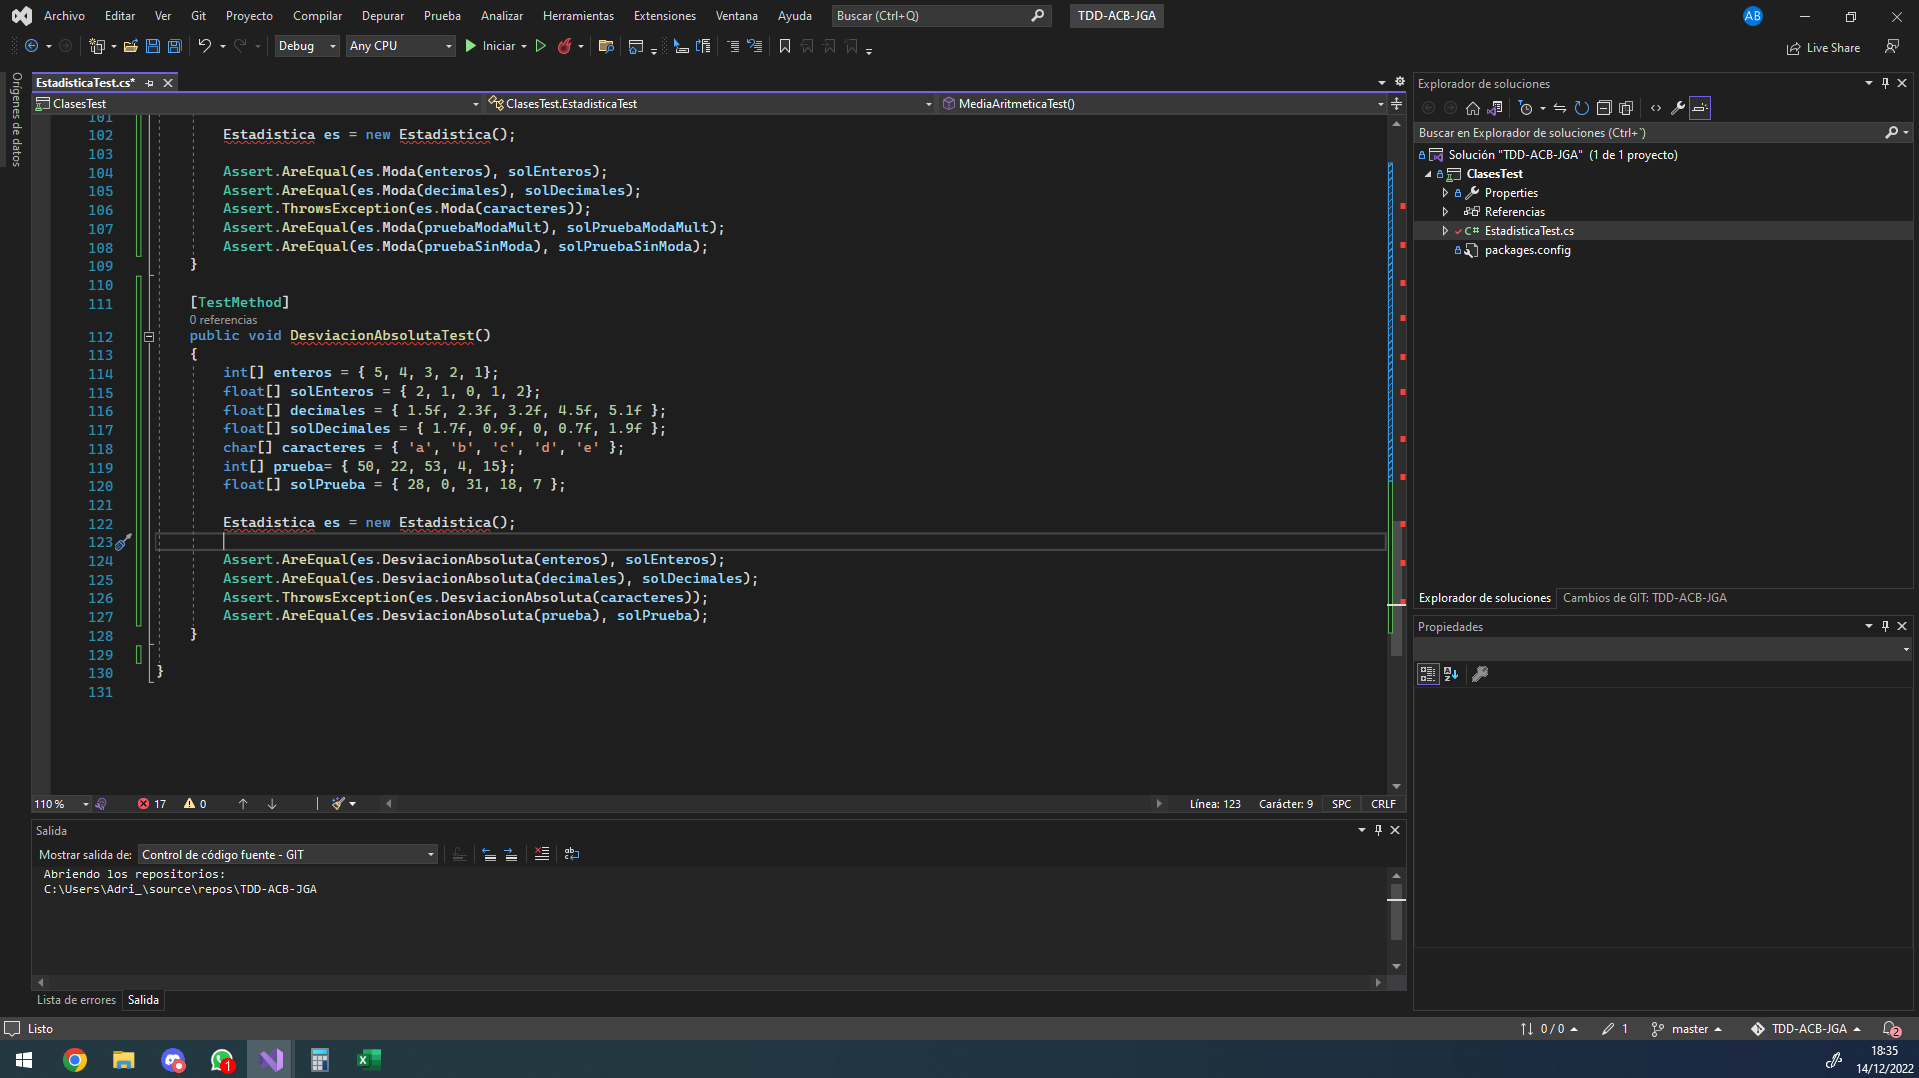 Archivo Editar Ver Git Proyecto Compilar Depurar Prueba Analizar Herramientas Extensiones Ventana Ayuda Buscar (Ctrl+Q) TDD-ACB-JGA AB
Debug Any CPU Iniciar Live Share
Orígenes de datos
EstadisticaTest.cs*
ClasesTest ClasesTest.EstadisticaTest MediaAritmeticaTest()
101
102 Estadistica es = new Estadistica();
103
104 Assert.AreEqual(es.Moda(enteros), solEnteros);
105 Assert.AreEqual(es.Moda(decimales), solDecimales);
106 Assert.ThrowsException(es.Moda(caracteres));
107 Assert.AreEqual(es.Moda(pruebaModaMult), solPruebaModaMult);
108 Assert.AreEqual(es.Moda(pruebaSinModa), solPruebaSinModa);
109 }
110
111 [TestMethod]
0 referencias
112 public void DesviacionAbsolutaTest()
113 {
114 int[] enteros = { 5, 4, 3, 2, 1};
115 float[] solEnteros = { 2, 1, 0, 1, 2};
116 float[] decimales = { 1.5f, 2.3f, 3.2f, 4.5f, 5.1f };
117 float[] solDecimales = { 1.7f, 0.9f, 0, 0.7f, 1.9f };
118 char[] caracteres = { 'a', 'b', 'c', 'd', 'e' };
119 int[] prueba= { 50, 22, 53, 4, 15};
120 float[] solPrueba = { 28, 0, 31, 18, 7 };
121
122 Estadistica es = new Estadistica();
123
124 Assert.AreEqual(es.DesviacionAbsoluta(enteros), solEnteros);
125 Assert.AreEqual(es.DesviacionAbsoluta(decimales), solDecimales);
126 Assert.ThrowsException(es.DesviacionAbsoluta(caracteres));
127 Assert.AreEqual(es.DesviacionAbsoluta(prueba), solPrueba);
128 }
129
130 }
131
110 % 17 0 Línea: 123 Carácter: 9 SPC CRLF
Salida
Mostrar salida de: Control de código fuente - GIT
Abriendo los repositorios:
C:\Users\Adri_\source\repos\TDD-ACB-JGA
Lista de errores Salida
Explorador de soluciones
Buscar en Explorador de soluciones (Ctrl+`)
Solución "TDD-ACB-JGA" (1 de 1 proyecto)
ClasesTest
Properties
Referencias
C# EstadisticaTest.cs
packages.config
Explorador de soluciones Cambios de GIT: TDD-ACB-JGA
Propiedades
Listo 0 / 0 1 master TDD-ACB-JGA 2
1
18:35
14/12/2022